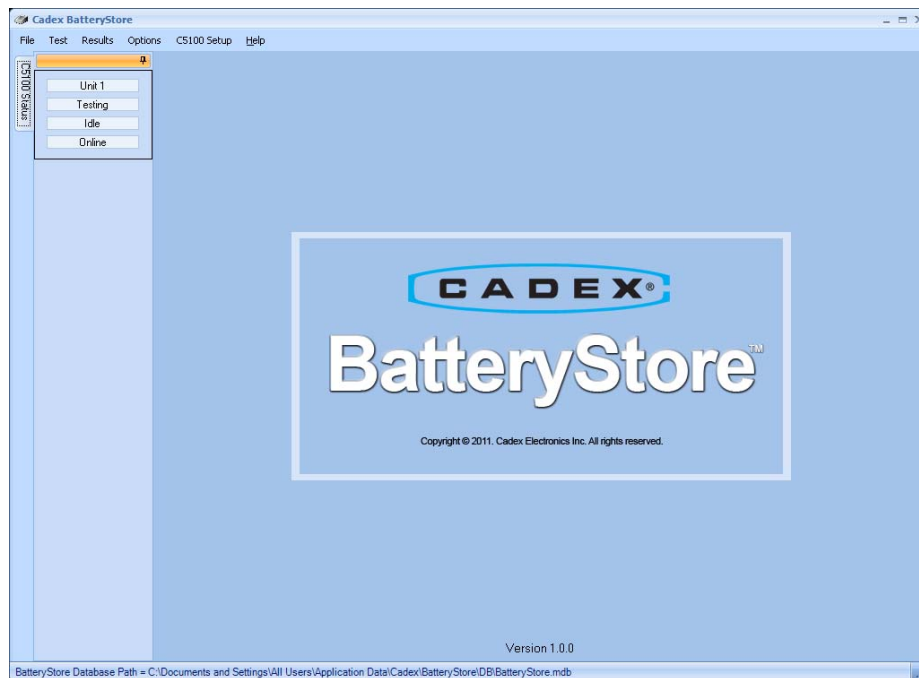 Cadex BatteryStore
File Test Results Options C5100 Setup Help
C5100 Status
Unit 1
Testing
Idle
Online
CADEX®
BatteryStore™
Copyright © 2011. Cadex Electronics Inc. All rights reserved.
Version 1.0.0
BatteryStore Database Path = C:\Documents and Settings\All Users\Application Data\Cadex\BatteryStore\DB\BatteryStore.mdb